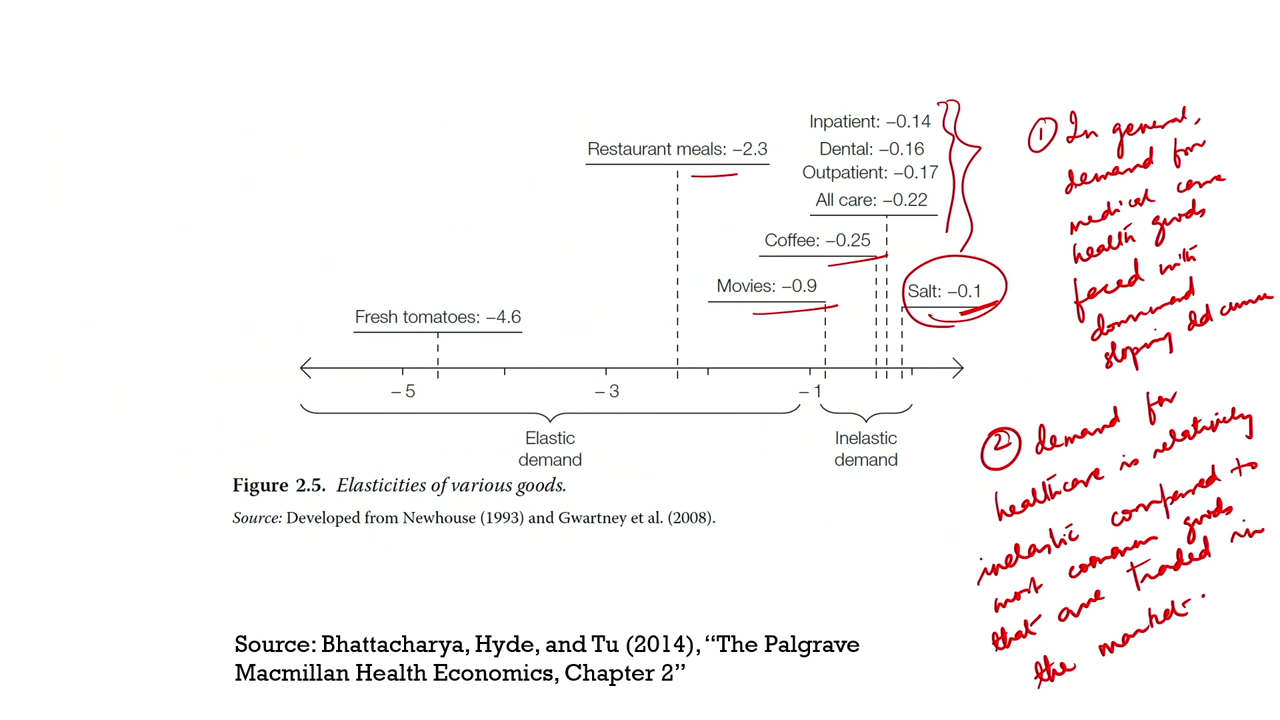 Inpatient: −0.14
Restaurant meals: −2.3
Dental: −0.16
Outpatient: −0.17
All care: −0.22
Coffee: −0.25
Movies: −0.9
Salt: −0.1
Fresh tomatoes: −4.6
−5
−3
−1
Elastic
demand
Inelastic
demand
Figure 2.5. Elasticities of various goods.
Source: Developed from Newhouse (1993) and Gwartney et al. (2008).
Source: Bhattacharya, Hyde, and Tu (2014), “The Palgrave
Macmillan Health Economics, Chapter 2”
① In general,
demand for
medical care
health goods
faced with
downward
sloping dd curve
② demand for
healthcare is relatively
inelastic compared to
most common goods
that are traded in
the market.